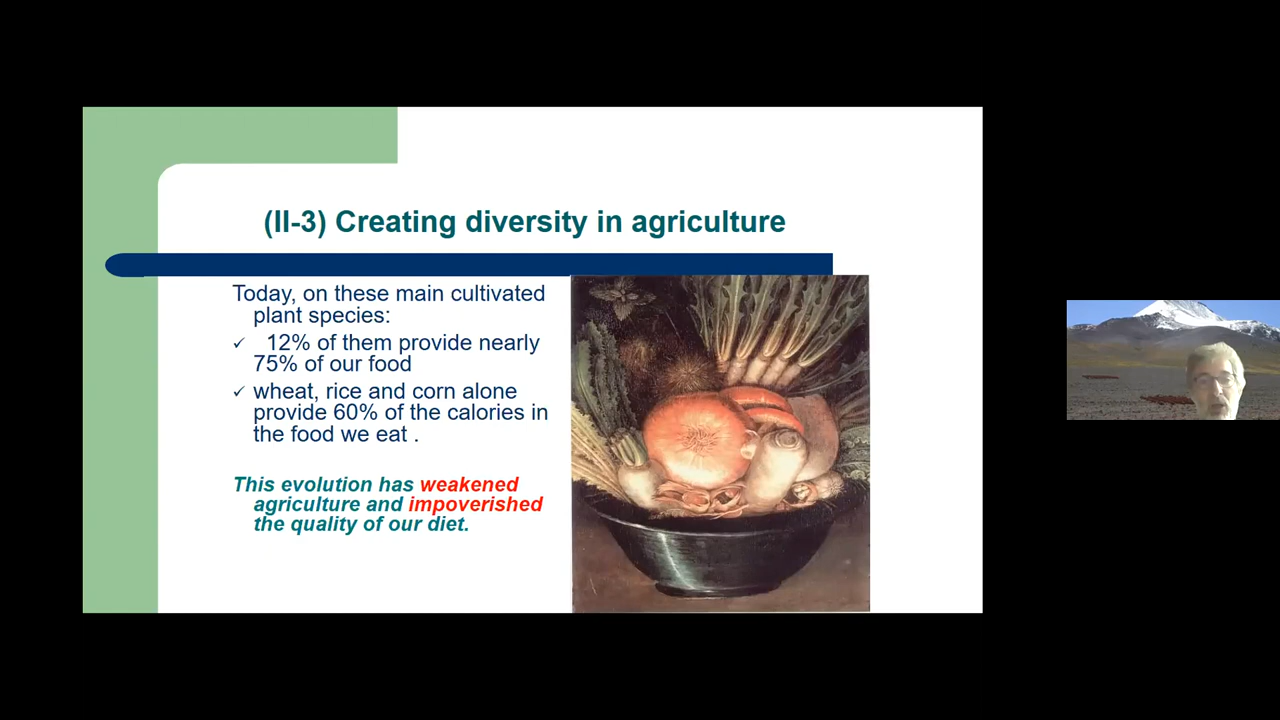 (II-3) Creating diversity in agriculture
Today, on these main cultivated
plant species:
✓ 12% of them provide nearly
75% of our food
✓ wheat, rice and corn alone
provide 60% of the calories in
the food we eat .
This evolution has weakened
agriculture and impoverished
the quality of our diet.